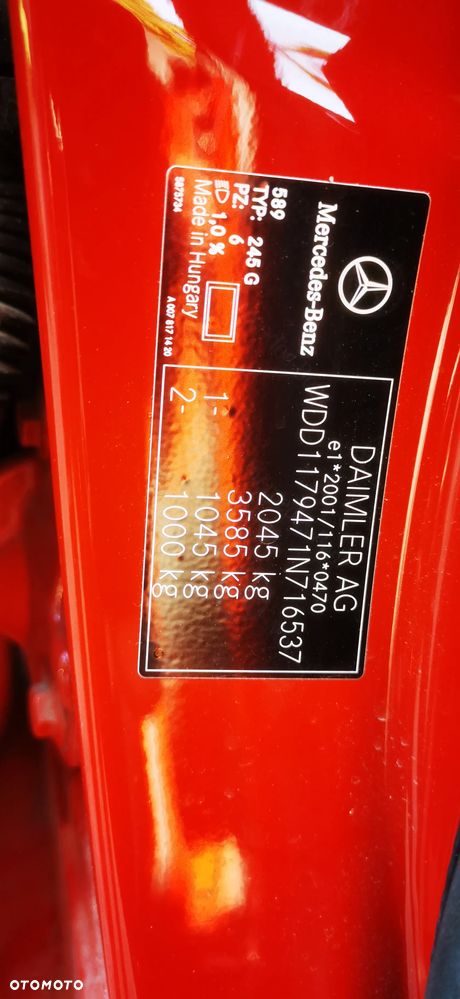 Mercedes-Benz
589
TYP: 245 G
PZ: 6
1,0 %
Made in Hungary
5873734
A 007 817 14 20
DAIMLER AG
e1*2001/116*0470
WDD1179471N716537
2045 kg
3585 kg
1- 1045 kg
2- 1000 kg
OTOMOTO